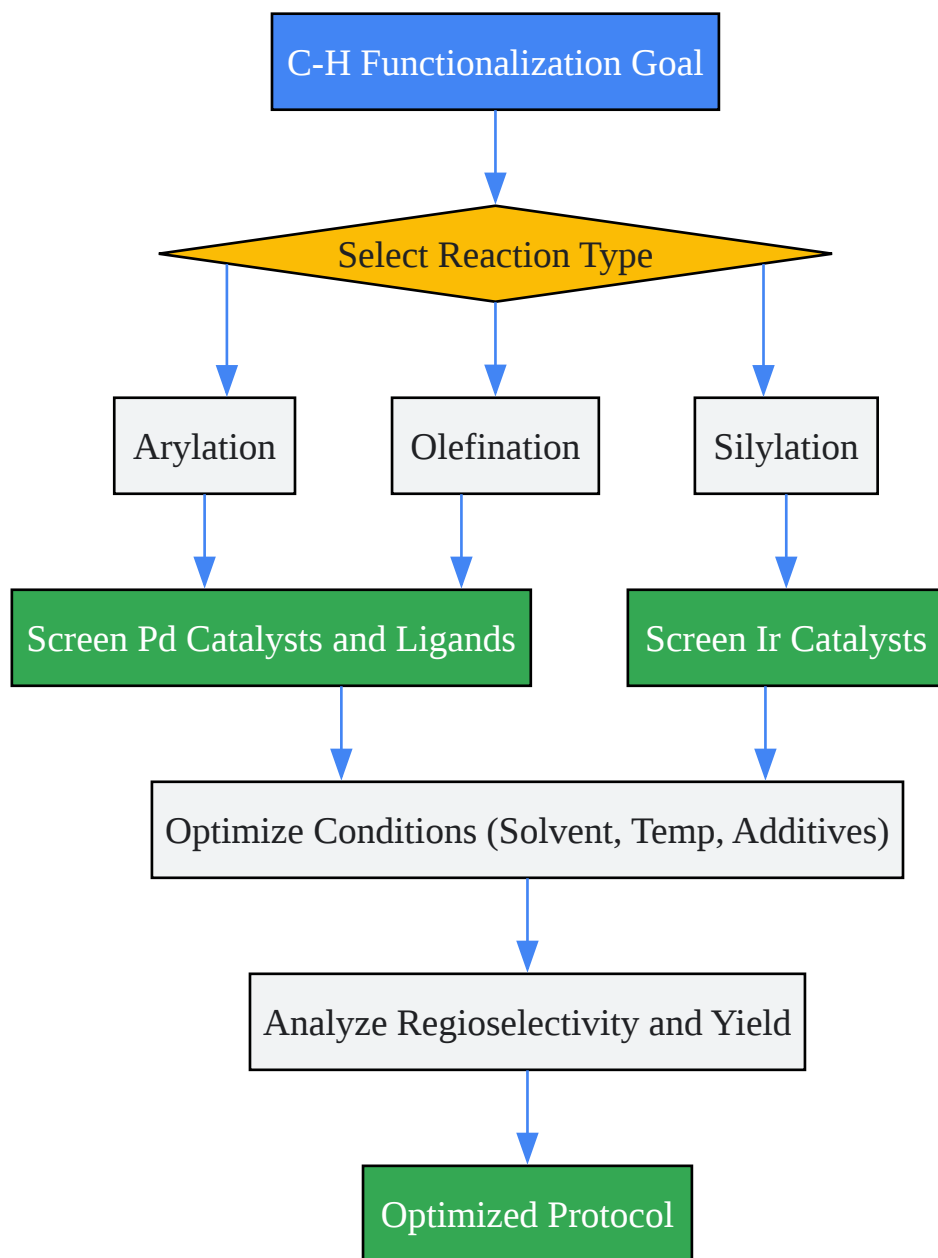 C-H Functionalization Goal
Select Reaction Type
Arylation
Olefination
Silylation
Screen Pd Catalysts and Ligands
Screen Ir Catalysts
Optimize Conditions (Solvent, Temp, Additives)
Analyze Regioselectivity and Yield
Optimized Protocol